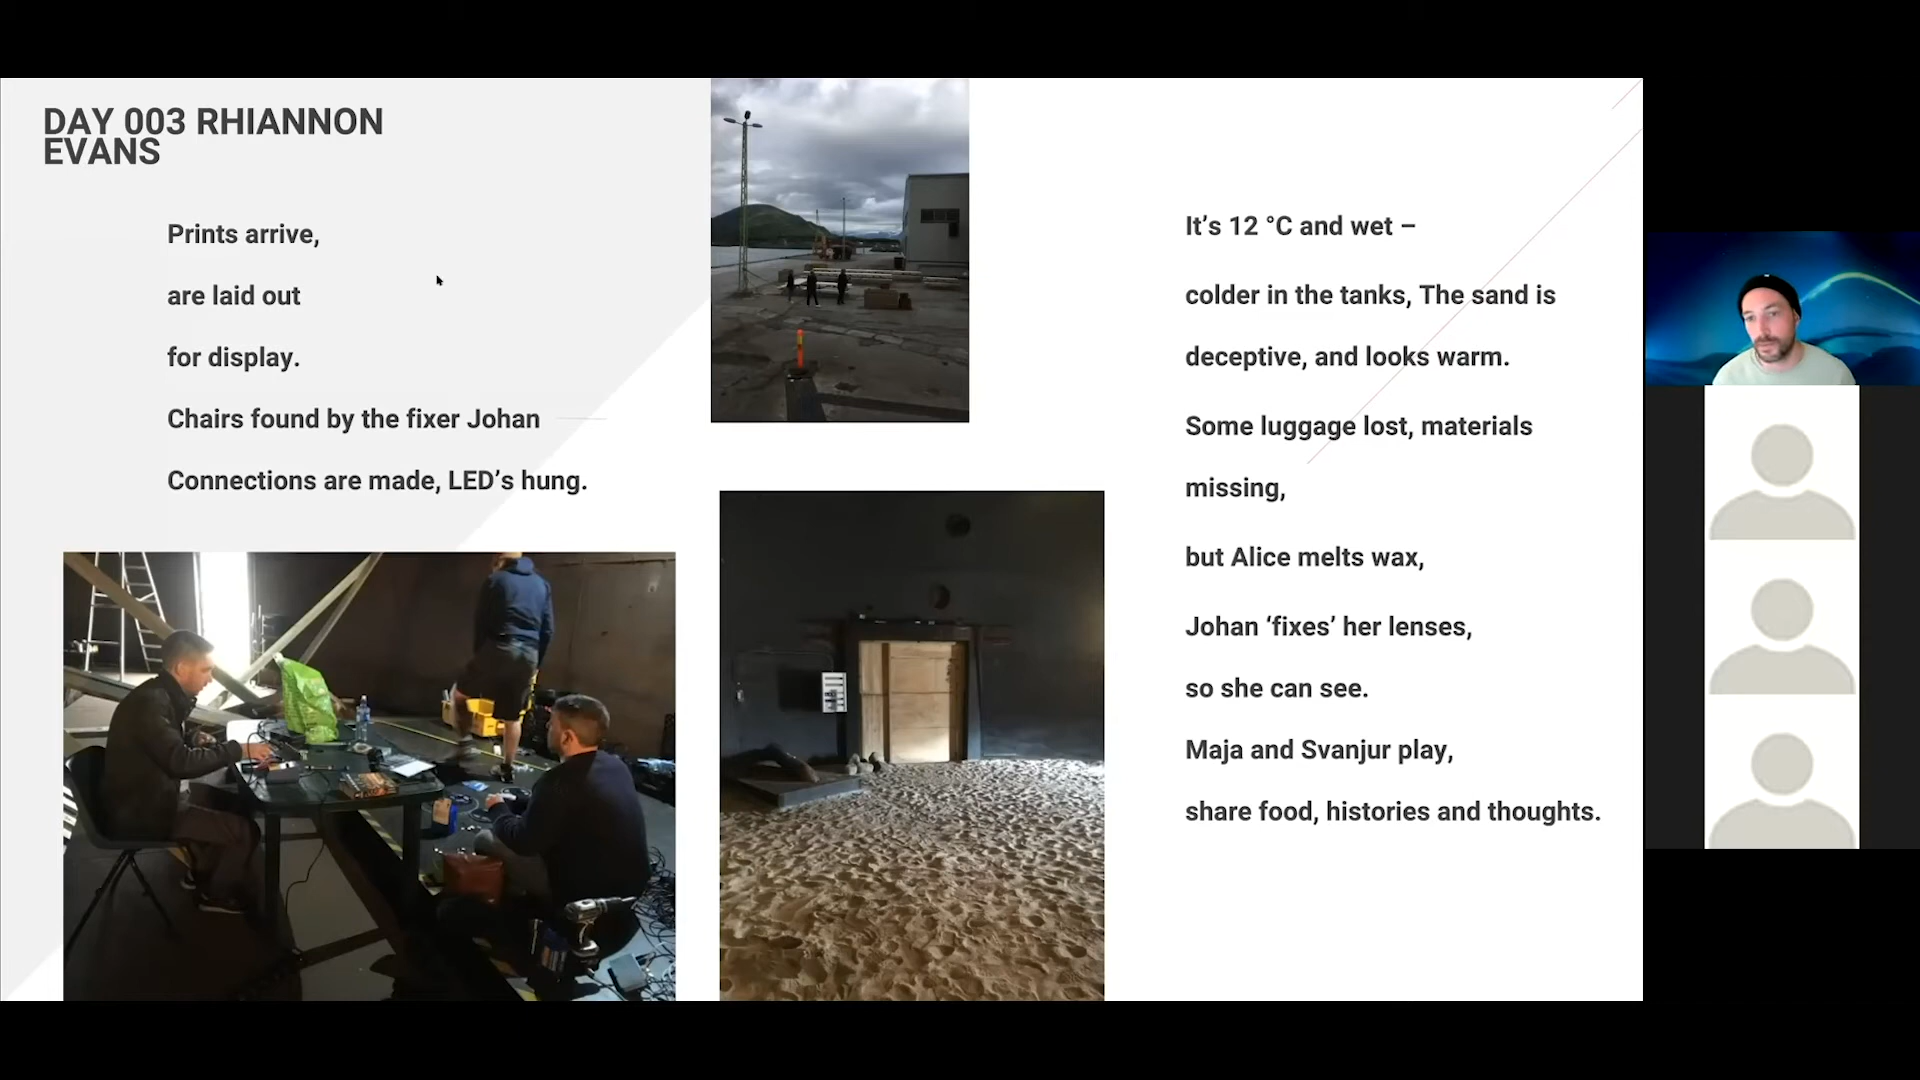 DAY 003 RHIANNON
EVANS
Prints arrive,
are laid out
for display.
Chairs found by the fixer Johan
Connections are made, LED’s hung.
It’s 12 °C and wet –
colder in the tanks, The sand is
deceptive, and looks warm.
Some luggage lost, materials
missing,
but Alice melts wax,
Johan ‘fixes’ her lenses,
so she can see.
Maja and Svanjur play,
share food, histories and thoughts.